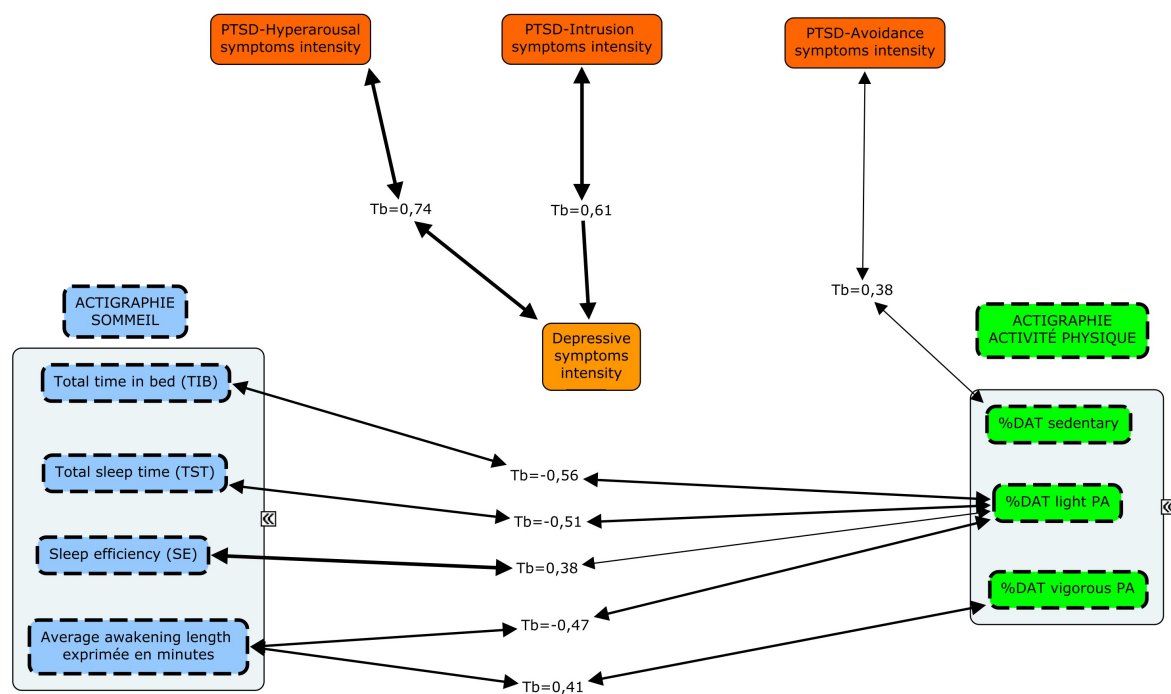 PTSD-Hyperarousal
symptoms intensity
PTSD-Intrusion
symptoms intensity
PTSD-Avoidance
symptoms intensity
Tb=0,74
Tb=0,61
Tb=0,38
ACTIGRAPHIE
SOMMEIL
Depressive
symptoms
intensity
ACTIGRAPHIE
ACTIVITÉ PHYSIQUE
Total time in bed (TIB)
%DAT sedentary
Total sleep time (TST)
Tb=-0,56
%DAT light PA
Tb=-0,51
Sleep efficiency (SE)
Tb=0,38
%DAT vigorous PA
Average awakening length
exprimée en minutes
Tb=-0,47
Tb=0,41